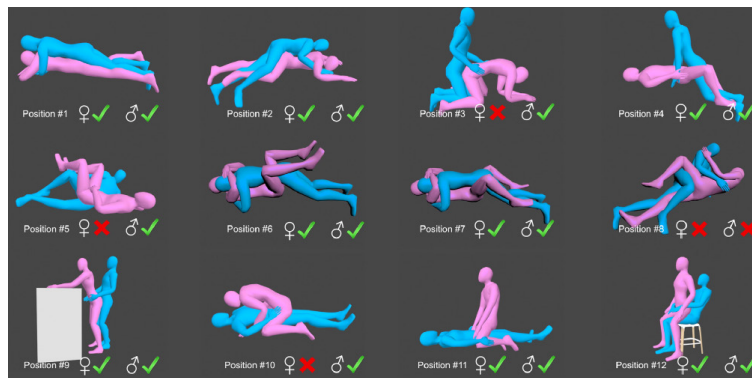 Position #1 ♀✓ ♂✓
Position #2 ♀✓ ♂✓
Position #3 ♀✗ ♂✓
Position #4 ♀✓ ♂✓
Position #5 ♀✗ ♂✓
Position #6 ♀✓ ♂✓
Position #7 ♀✓ ♂✓
Position #8 ♀✗ ♂✗
Position #9 ♀✓ ♂✓
Position #10 ♀✗ ♂✓
Position #11 ♀✓ ♂✓
Position #12 ♀✓ ♂✓